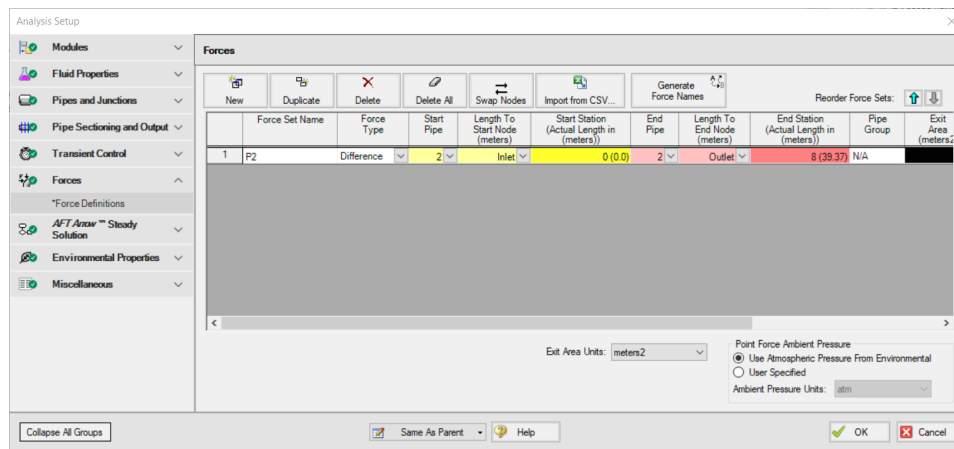 Analysis Setup
Modules
Fluid Properties
Pipes and Junctions
Pipe Sectioning and Output
Transient Control
Forces
*Force Definitions
AFT Arrow ™ Steady
Solution
Environmental Properties
Miscellaneous
Forces
New
Duplicate
Delete
Delete All
Swap Nodes
Import from CSV...
Generate
Force Names
Reorder Force Sets:
Force Set Name
Force
Type
Start
Pipe
Length To
Start Node
(meters)
Start Station
(Actual Length in
(meters))
End
Pipe
Length To
End Node
(meters)
End Station
(Actual Length in
(meters))
Pipe
Group
Exit
Area
(meters2
1 P2 Difference 2 Inlet 0 (0.0) 2 Outlet 8 (39.37) N/A
Exit Area Units: meters2
Point Force Ambient Pressure
Use Atmospheric Pressure From Environmental
User Specified
Ambient Pressure Units: atm
Collapse All Groups
Same As Parent
Help
OK
Cancel